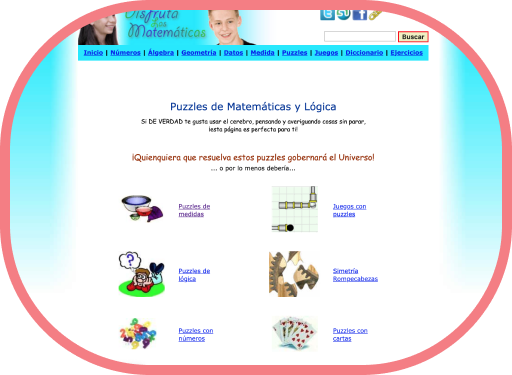 Disfruta
Las
Matemáticas
Buscar
Inicio | Números | Álgebra | Geometría | Datos | Medida | Puzzles | Juegos | Diccionario | Ejercicios
Puzzles de Matemáticas y Lógica
Si DE VERDAD te gusta usar el cerebro, pensando y averiguando cosas sin parar,
¡esta página es perfecta para ti!
¡Quienquiera que resuelva estos puzzles gobernará el Universo!
... o por lo menos debería...
Puzzles de
medidas
Juegos con
puzzles
?
Puzzles de
lógica
Simetría
Rompecabezas
Puzzles con
números
Puzzles con
cartas